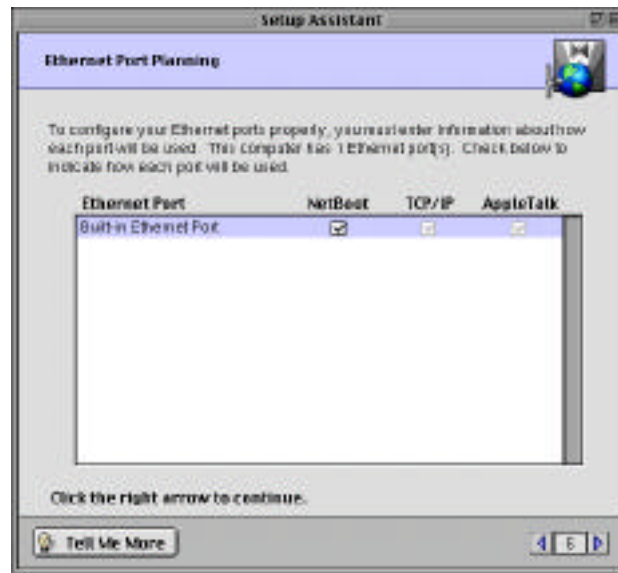 Setup Assistant
Ethernet Port Planning
To configure your Ethernet ports properly, you must enter information about how
each port will be used. This computer has 1 Ethernet port(s). Check below to
indicate how each port will be used.
Ethernet Port NetBoot TCP/IP AppleTalk
Built-in Ethernet Port
Click the right arrow to continue.
Tell Me More 6